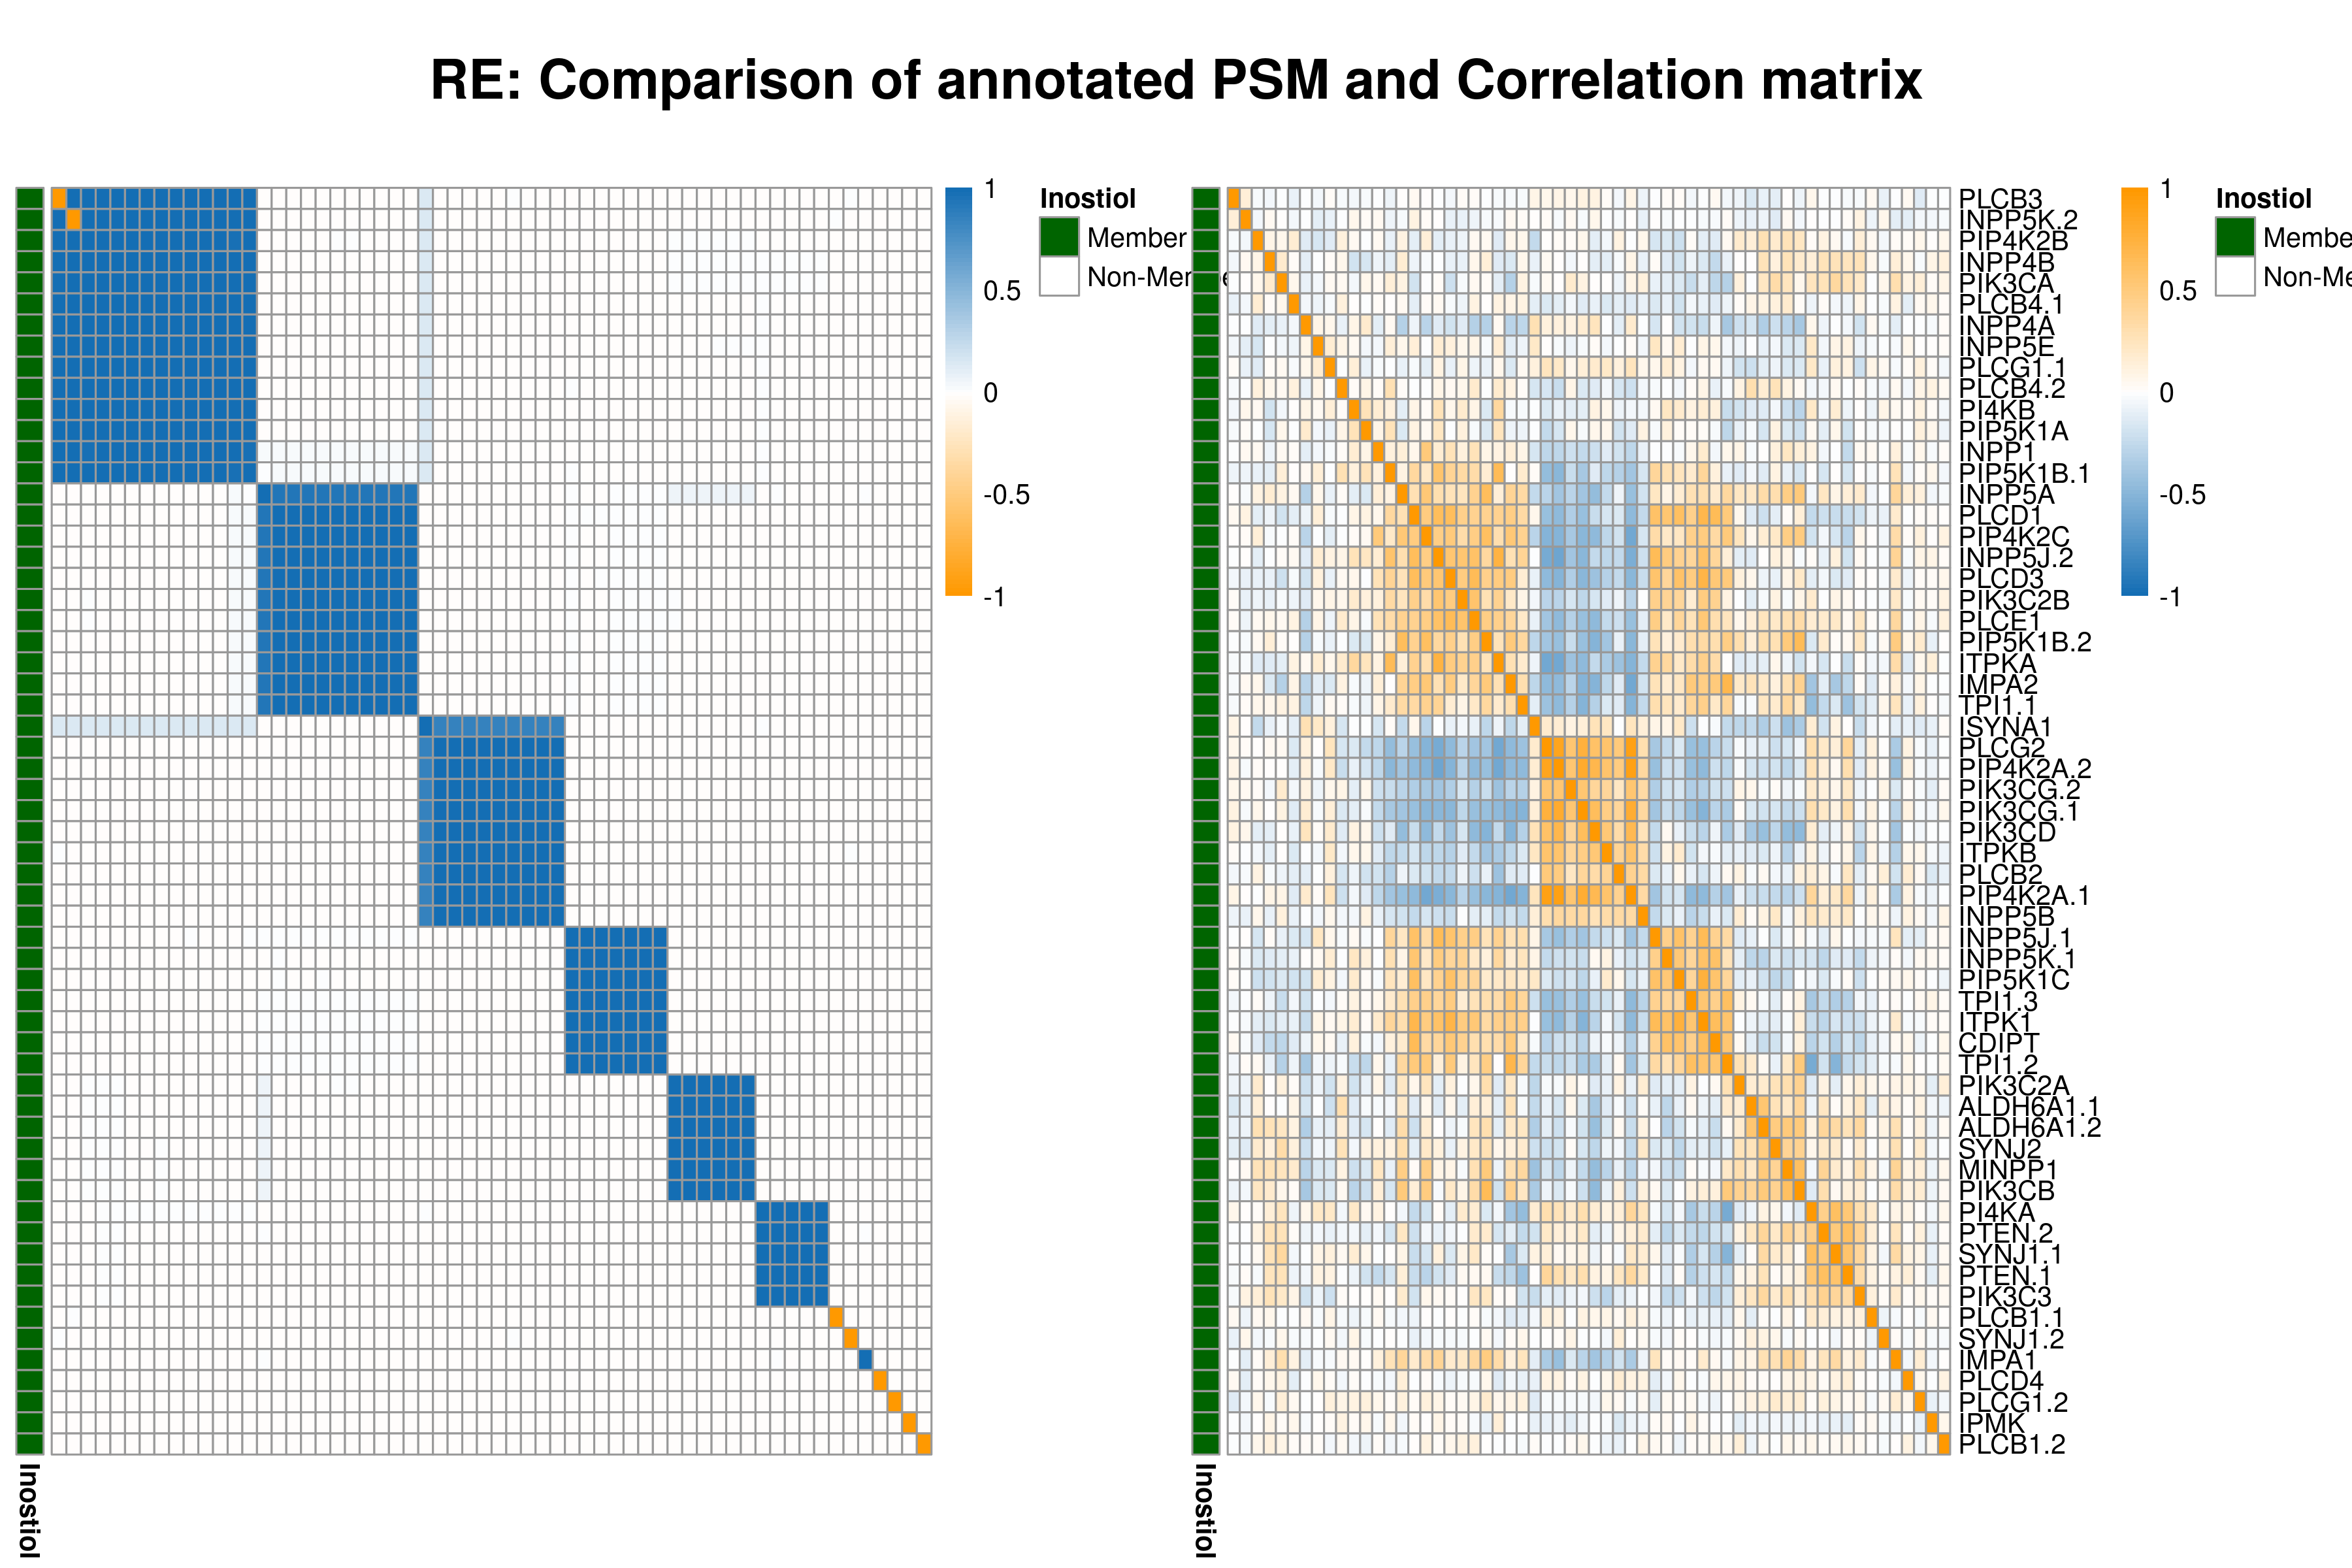 RE: Comparison of annotated PSM and Correlation matrix
1
0.5
0
-0.5
-1
Inostiol
Member
Non-Membe
Inostiol
PLCB3
INPP5K.2
PIP4K2B
INPP4B
PIK3CA
PLCB4.1
INPP4A
INPP5E
PLCG1.1
PLCB4.2
PI4KB
PIP5K1A
INPP1
PIP5K1B.1
INPP5A
PLCD1
PIP4K2C
INPP5J.2
PLCD3
PIK3C2B
PLCE1
PIP5K1B.2
ITPKA
IMPA2
TPI1.1
ISYNA1
PLCG2
PIP4K2A.2
PIK3CG.2
PIK3CG.1
PIK3CD
ITPKB
PLCB2
PIP4K2A.1
INPP5B
INPP5J.1
INPP5K.1
PIP5K1C
TPI1.3
ITPK1
CDIPT
TPI1.2
PIK3C2A
ALDH6A1.1
ALDH6A1.2
SYNJ2
MINPP1
PIK3CB
PI4KA
PTEN.2
SYNJ1.1
PTEN.1
PIK3C3
PLCB1.1
SYNJ1.2
IMPA1
PLCD4
PLCG1.2
IPMK
PLCB1.2
1
0.5
0
-0.5
-1
Inostiol
Membe
Non-Me
Inostiol